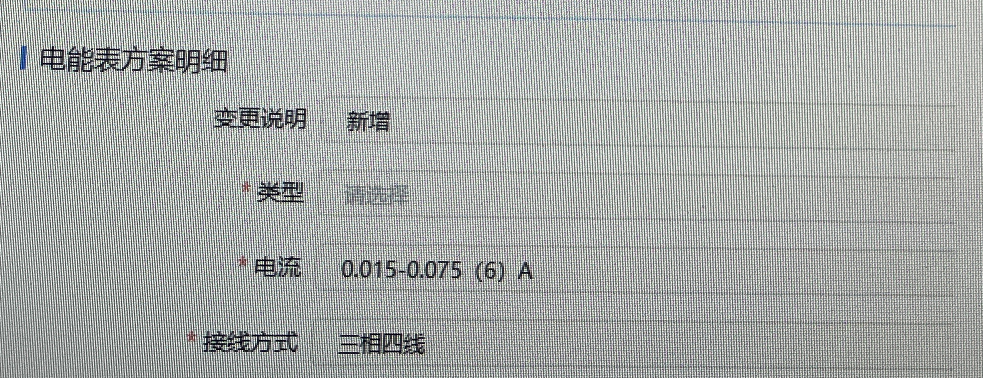 电能表方案明细
变更说明 新增
* 类型 请选择
* 电流 0.015-0.075（6）A
* 接线方式 三相四线